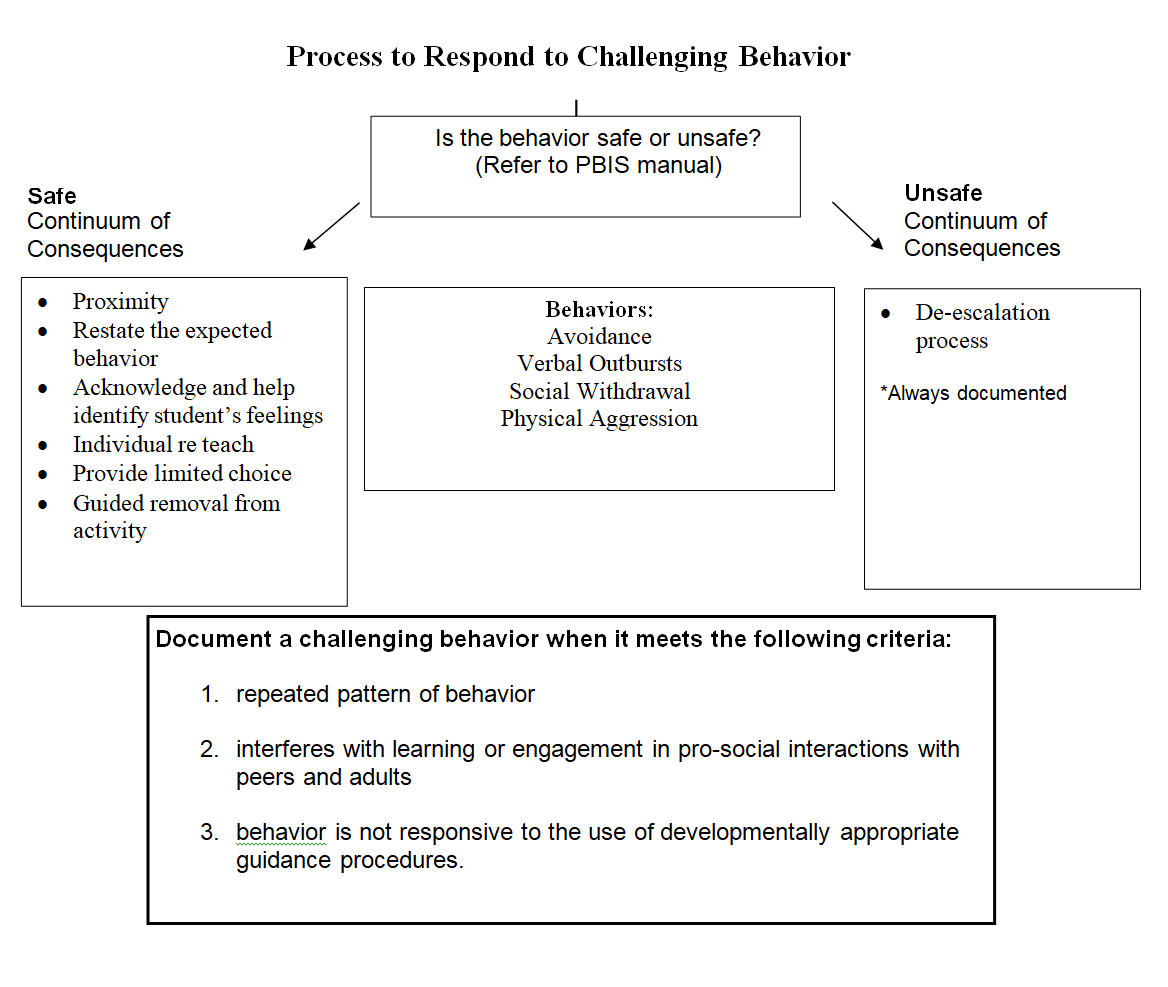 Process to Respond to Challenging Behavior
Is the behavior safe or unsafe?
(Refer to PBIS manual)
Safe
Continuum of
Consequences
Unsafe
Continuum of
Consequences
• Proximity
• Restate the expected
behavior
• Acknowledge and help
identify student’s feelings
• Individual re teach
• Provide limited choice
• Guided removal from
activity
Behaviors:
Avoidance
Verbal Outbursts
Social Withdrawal
Physical Aggression
• De-escalation
process
*Always documented
Document a challenging behavior when it meets the following criteria:
1. repeated pattern of behavior
2. interferes with learning or engagement in pro-social interactions with
peers and adults
3. behavior is not responsive to the use of developmentally appropriate
guidance procedures.